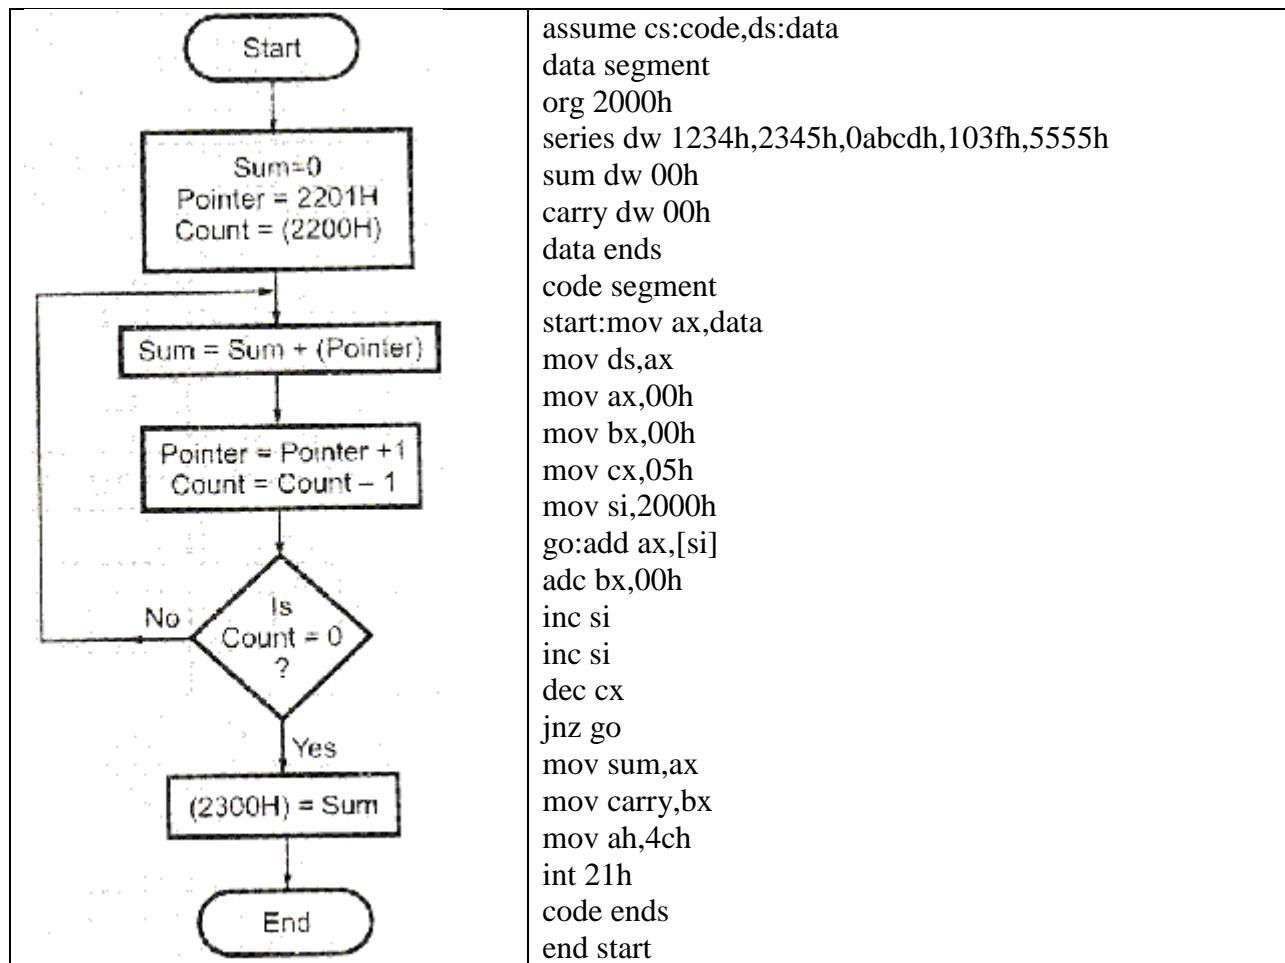 Start
Sum=0
Pointer = 2201H
Count = (2200H)
Sum = Sum + (Pointer)
Pointer = Pointer +1
Count = Count – 1
No
Is
Count = 0
?
Yes
(2300H) = Sum
End
assume cs:code,ds:data
data segment
org 2000h
series dw 1234h,2345h,0abcdh,103fh,5555h
sum dw 00h
carry dw 00h
data ends
code segment
start:mov ax,data
mov ds,ax
mov ax,00h
mov bx,00h
mov cx,05h
mov si,2000h
go:add ax,[si]
adc bx,00h
inc si
inc si
dec cx
jnz go
mov sum,ax
mov carry,bx
mov ah,4ch
int 21h
code ends
end start